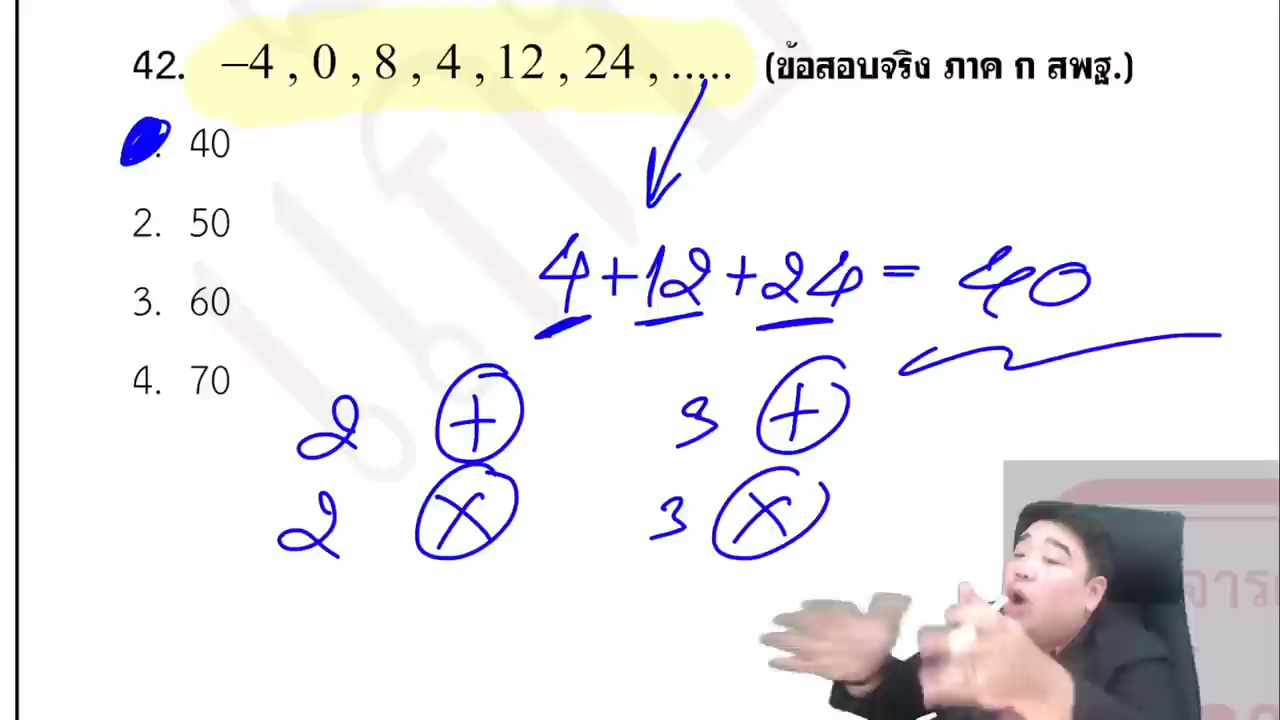 42. –4 , 0 , 8 , 4 , 12 , 24 , ..... (ข้อสอบจริง ภาค ก สพฐ.)
40
2. 50
3. 60
4. 70
4+12+24 = 40
2 + 3 +
2 × 3 ×